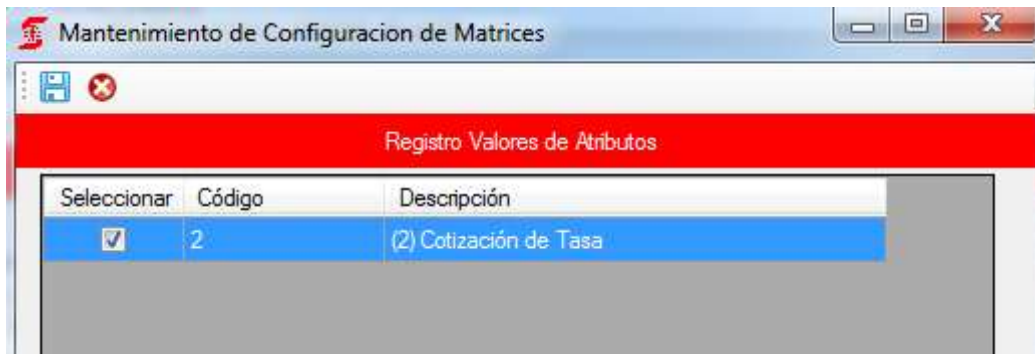 Mantenimiento de Configuracion de Matrices
Registro Valores de Atributos
Seleccionar Código Descripción
2 (2) Cotización de Tasa